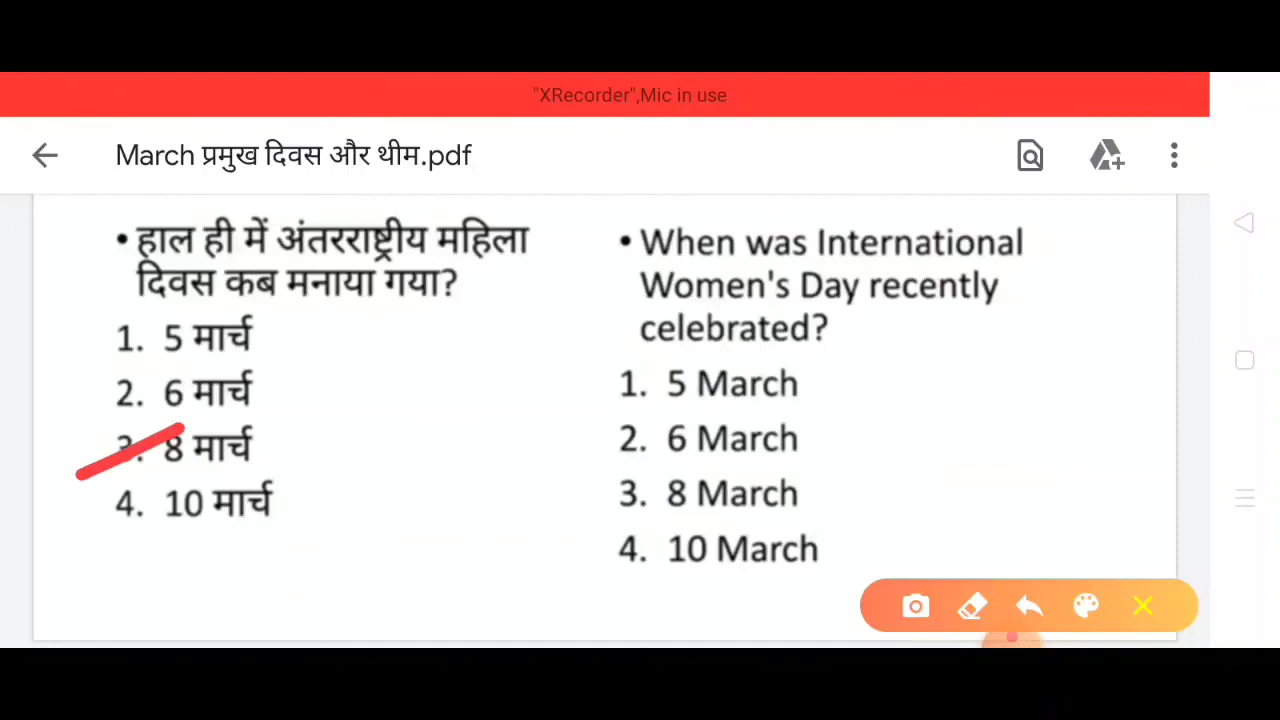 "XRecorder",Mic in use
March प्रमुख दिवस और थीम.pdf
• हाल ही में अंतरराष्ट्रीय महिला
दिवस कब मनाया गया?
1. 5 मार्च
2. 6 मार्च
3. 8 मार्च
4. 10 मार्च
• When was International
Women's Day recently
celebrated?
1. 5 March
2. 6 March
3. 8 March
4. 10 March